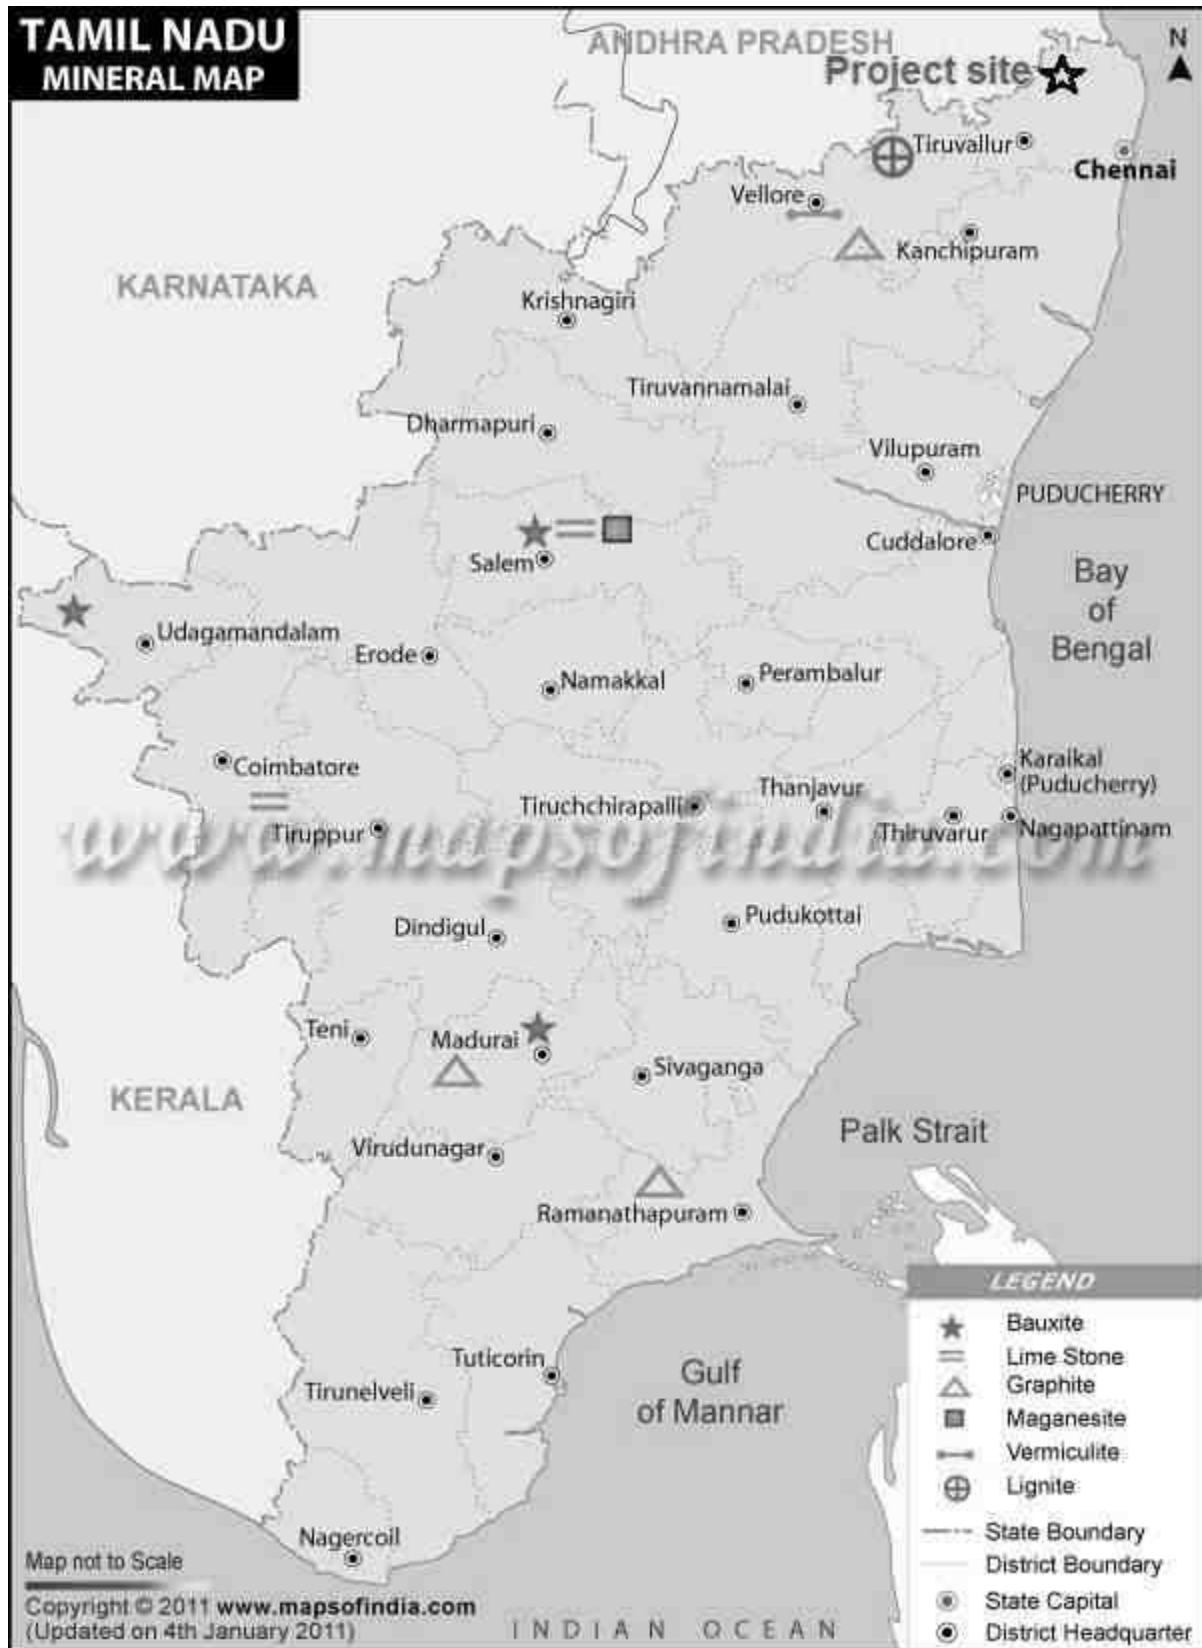 TAMIL NADU
MINERAL MAP
ANDHRA PRADESH
N
Project site
Tiruvallur
Chennai
Vellore
Kanchipuram
KARNATAKA
Krishnagiri
Tiruvannamalai
Dharmapuri
Vilupuram
PUDUCHERRY
Cuddalore
Salem
Bay
of
Bengal
Udagamandalam
Erode
Namakkal
Perambalur
Coimbatore
Karaikal
(Puducherry)
Thanjavur
Tiruchchirapalli
Tiruppur
Thiruvarur
Nagapattinam
www.mapsofindia.com
Dindigul
Pudukottai
Teni
Madurai
Sivaganga
KERALA
Palk Strait
Virudunagar
Ramanathapuram
Tuticorin
Tirunelveli
Gulf
of Mannar
Nagercoil
LEGEND
Bauxite
Lime Stone
Graphite
Maganesite
Vermiculite
Lignite
State Boundary
District Boundary
State Capital
District Headquarter
Map not to Scale
Copyright © 2011 www.mapsofindia.com
(Updated on 4th January 2011)
INDIAN OCEAN